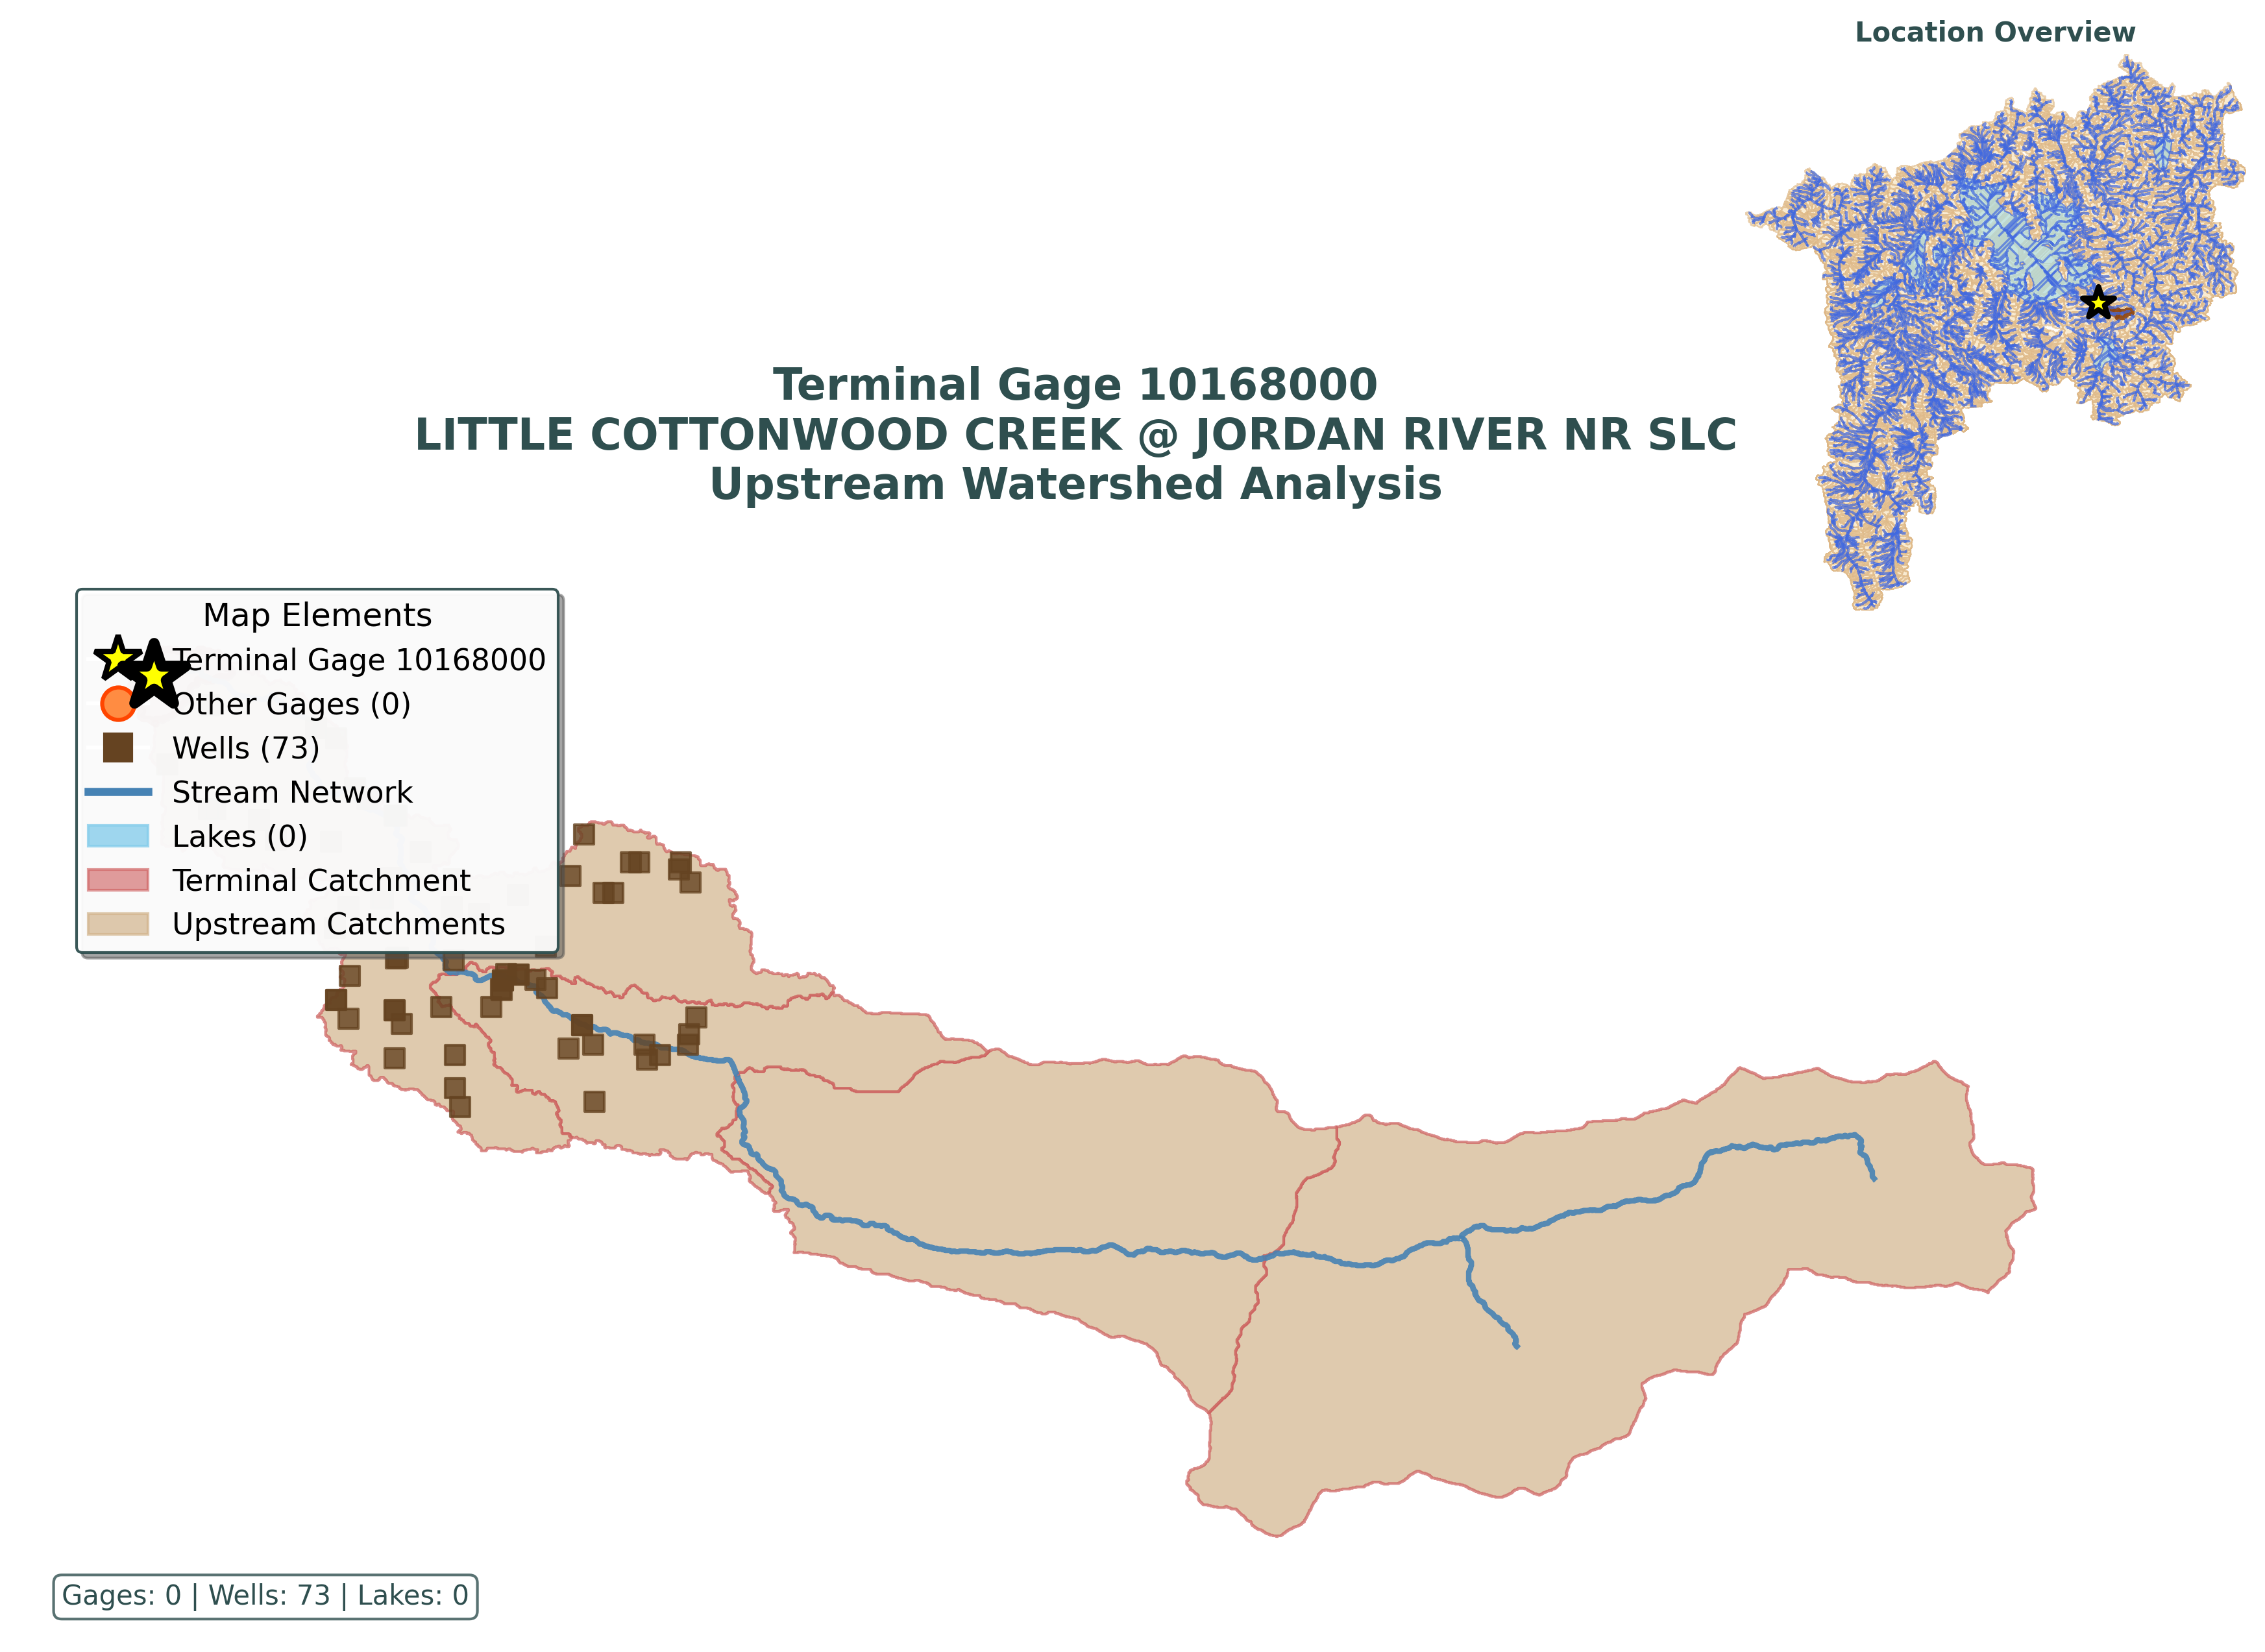 Location Overview
Terminal Gage 10168000
LITTLE COTTONWOOD CREEK @ JORDAN RIVER NR SLC
Upstream Watershed Analysis
Map Elements
Terminal Gage 10168000
Other Gages (0)
Wells (73)
Stream Network
Lakes (0)
Terminal Catchment
Upstream Catchments
Gages: 0 | Wells: 73 | Lakes: 0